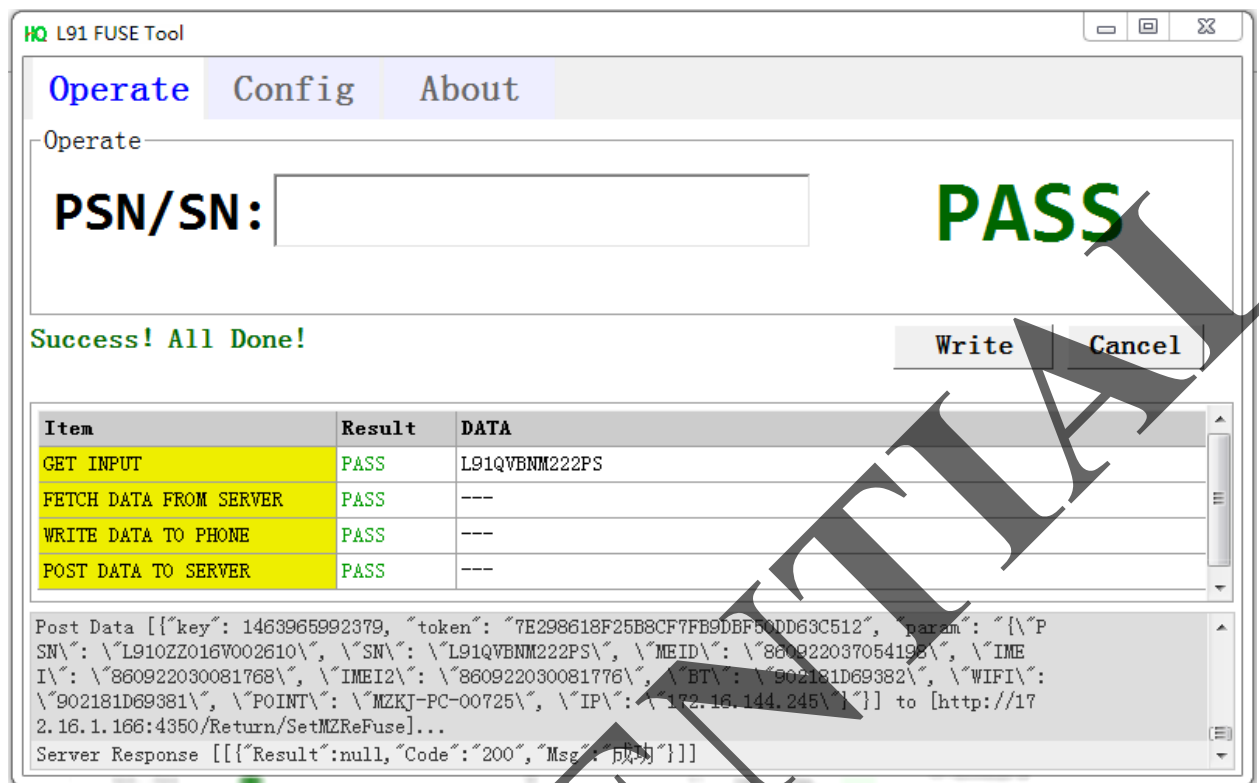 HQ L91 FUSE Tool
Operate Config About
Operate
PSN/SN:
PASS
Success! All Done!
Write Cancel
Item Result DATA
GET INPUT PASS L91QVBNM222PS
FETCH DATA FROM SERVER PASS ---
WRITE DATA TO PHONE PASS ---
POST DATA TO SERVER PASS ---
Post Data [{"key": 1463965992379, "token": "7E298618F25B8CF7FB9DBF50DD63C512", "param": "{\"P
SN\": \"L910ZZ016V002610\", \"SN\": \"L91QVBNM222PS\", \"MEID\": \"860922037054198\", \"IME
I\": \"860922030081768\", \"IMEI2\": \"860922030081776\", \"BT\": \"902181D69382\", \"WIFI\":
\"902181D69381\", \"POINT\": \"MZKJ-PC-00725\", \"IP\": \"172.16.144.245\"}"}] to [http://17
2.16.1.166:4350/Return/SetMZReFuse]...
Server Response [[{"Result":null,"Code":"200","Msg":"成功"}]]
ENTIAL